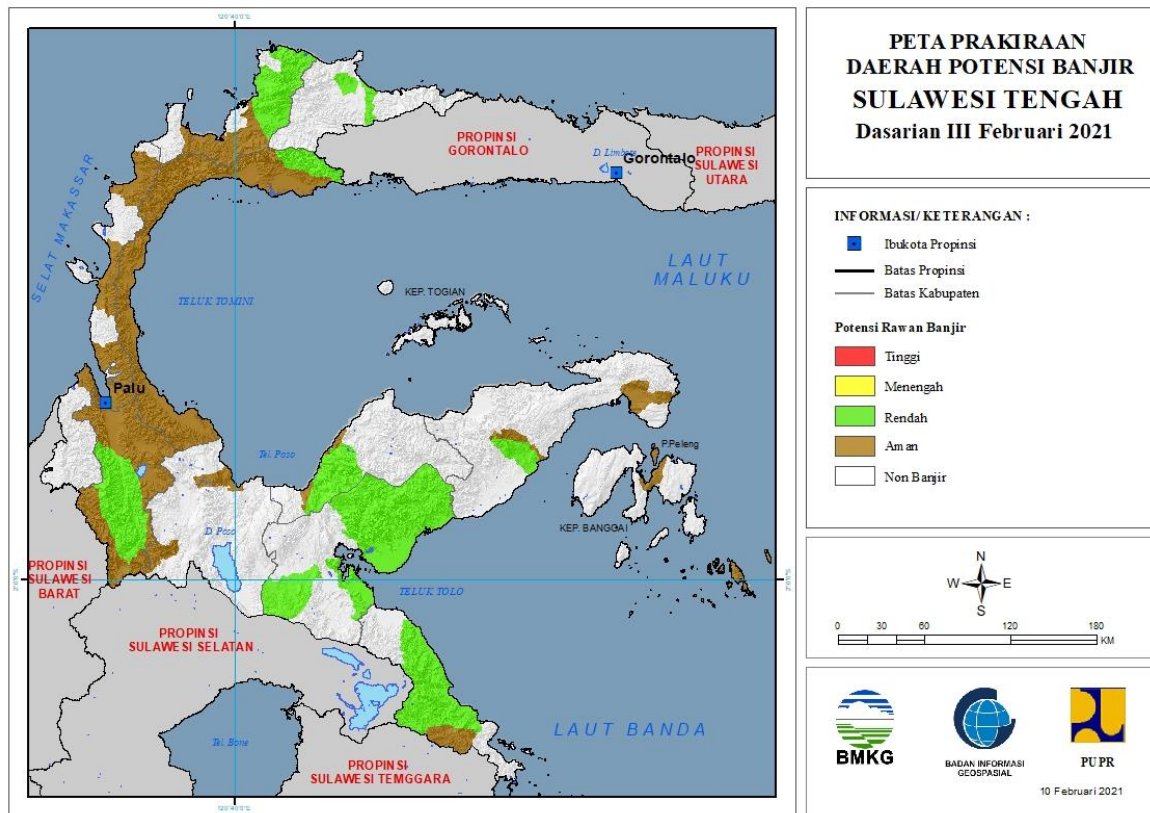 PETA PRAKIRAAN
DAERAH POTENSI BANJIR
SULAWESI TENGAH
Dasarian III Februari 2021
INFORMASI/ KETERANGAN :
Ibukota Propinsi
Batas Propinsi
Batas Kabupaten
Potensi Rawan Banjir
Tinggi
Menengah
Rendah
Aman
Non Banjir
N
W E
S
0 30 60 120 180
KM
BMKG
BADAN INFORMASI
GEOSPASIAL
PU PR
10 Februari 2021
PROPINSI
GORONTALO
D. Limboto
Gorontalo
PROPINSI
SULAWESI
UTARA
SELAT MAKASSAR
LAUT
MALUKU
TELUK TOMINI
KEP. TOGIAN
Palu
Tel. Poso
P.Peleng
KEP. BANGGAI
D. Poso
PROPINSI
SULAWESI
BARAT
TELUK TOLO
PROPINSI
SULAWESI SELATAN
LAUT BANDA
Tel. Bone
PROPINSI
SULAWESI TEMGGARA